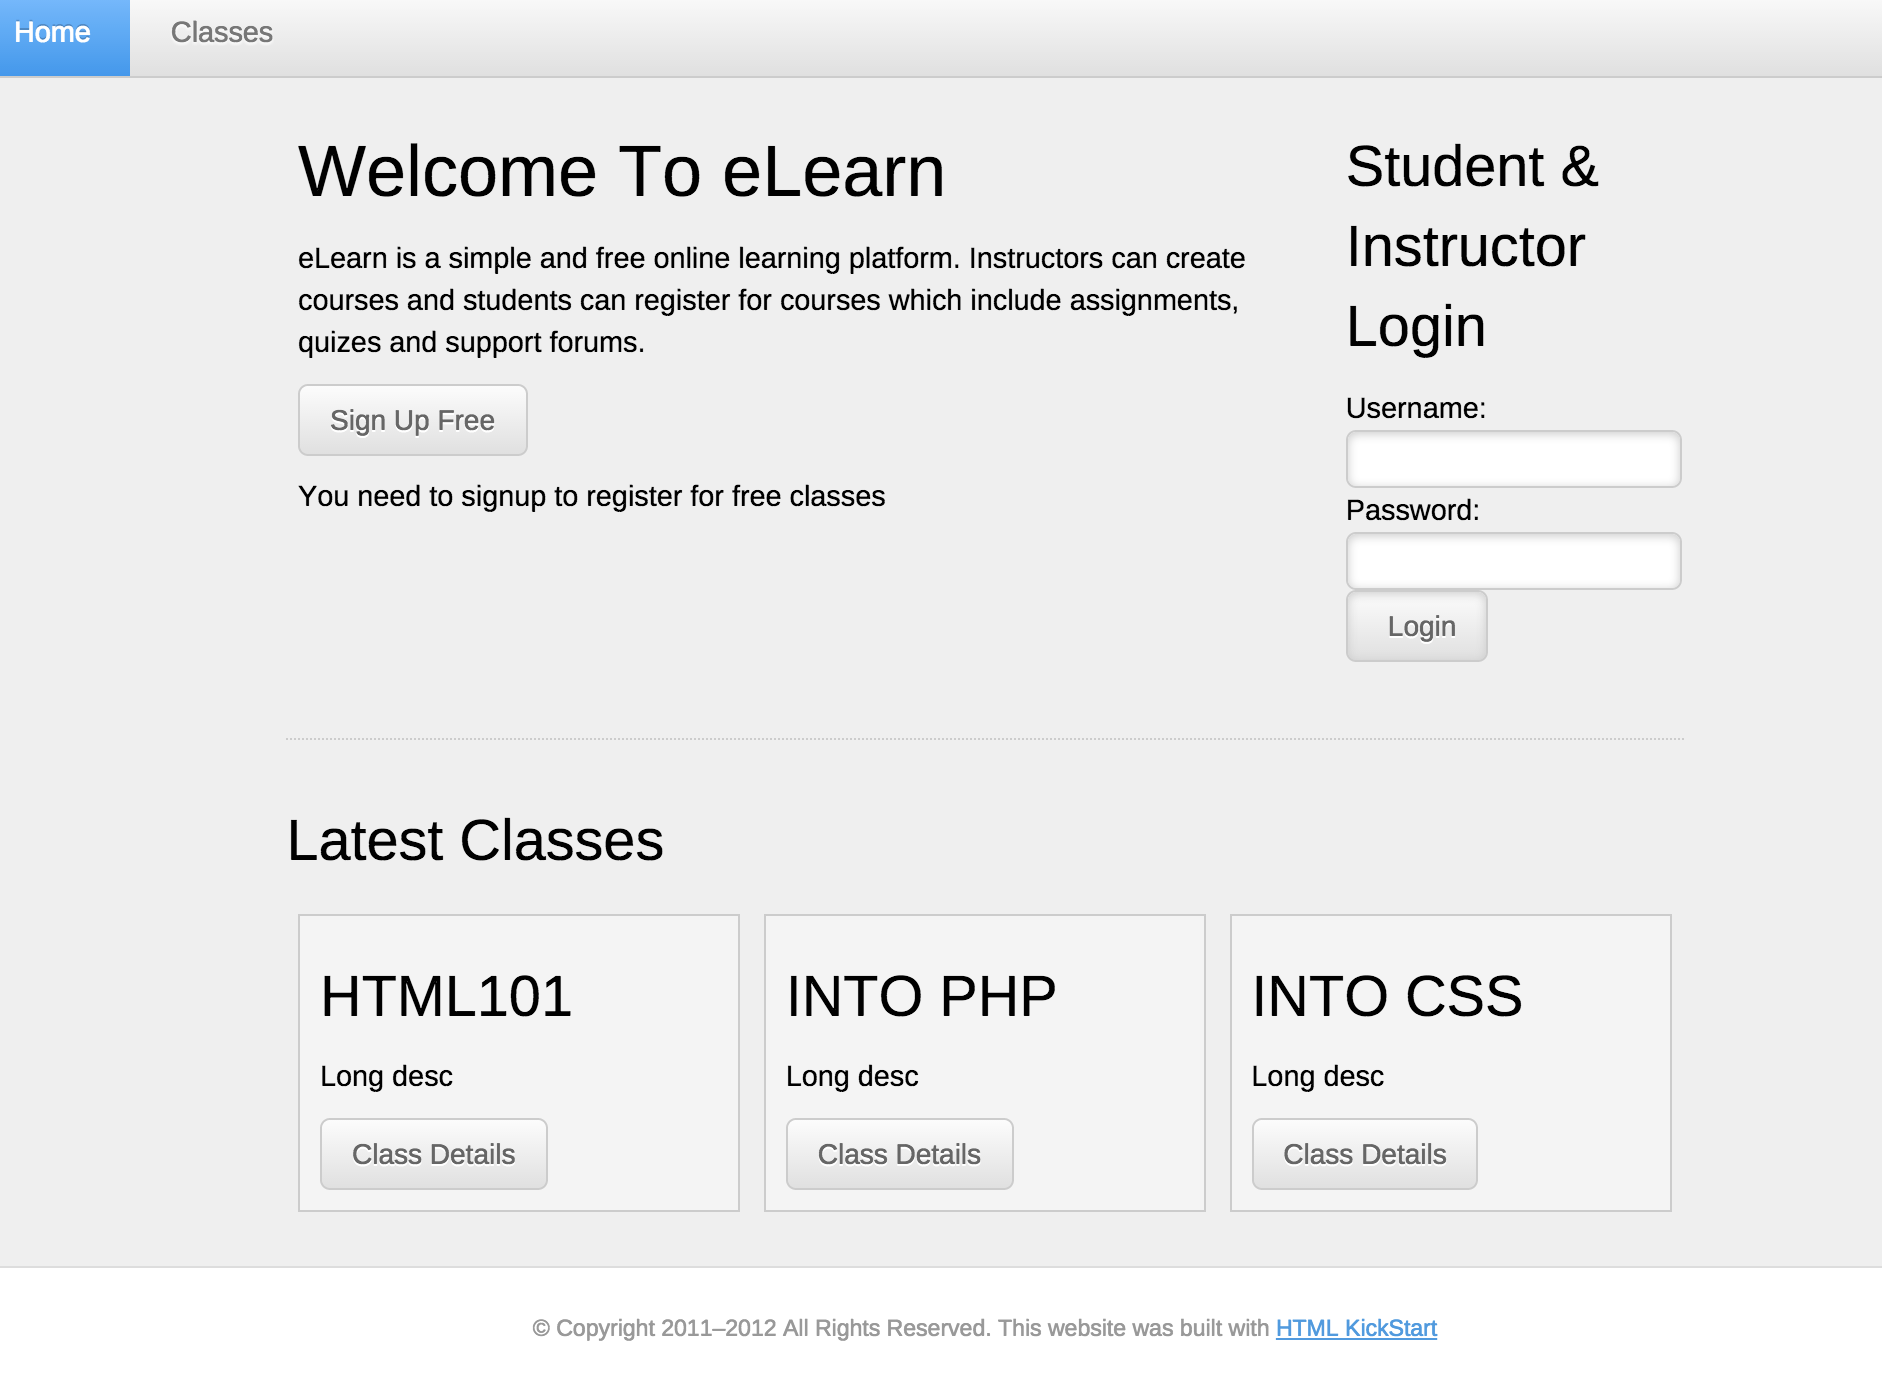 Home
Classes
Welcome To eLearn
eLearn is a simple and free online learning platform. Instructors can create
courses and students can register for courses which include assignments,
quizes and support forums.
Sign Up Free
You need to signup to register for free classes
Student &
Instructor
Login
Username:
Password:
Login
Latest Classes
HTML101
Long desc
Class Details
INTO PHP
Long desc
Class Details
INTO CSS
Long desc
Class Details
© Copyright 2011–2012 All Rights Reserved. This website was built with HTML KickStart